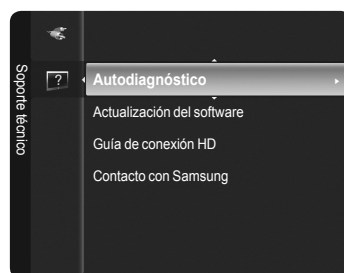 Soporte técnico
Autodiagnóstico
Actualización del software
Guía de conexión HD
Contacto con Samsung